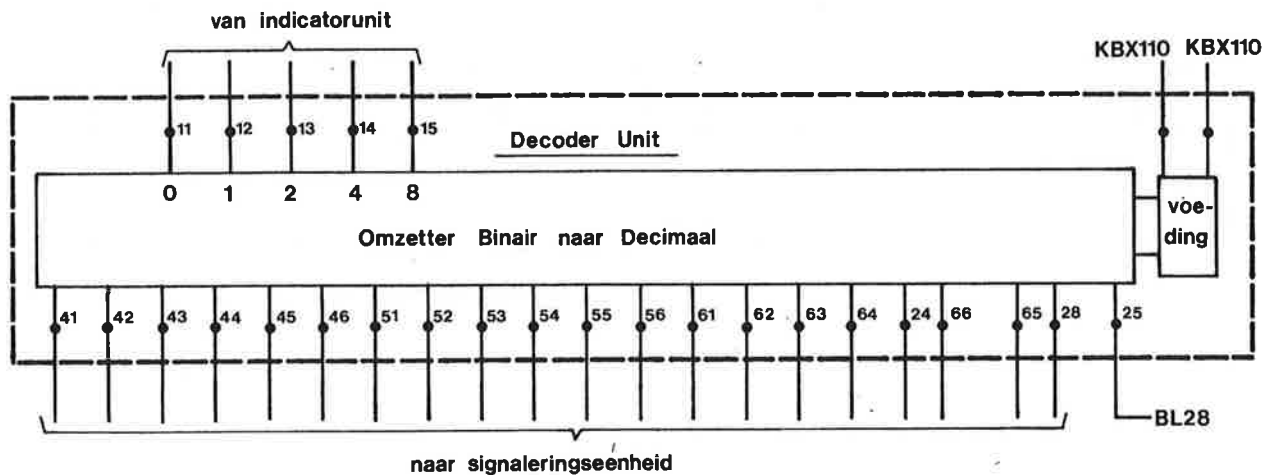 van indicatorunit
KBX110 KBX110
11 12 13 14 15
Decoder Unit
0 1 2 4 8
voe-
ding
Omzetter Binair naar Decimaal
41 42 43 44 45 46 51 52 53 54 55 56 61 62 63 64 24 66 65 28 25
BL28
naar signaleringseenheid